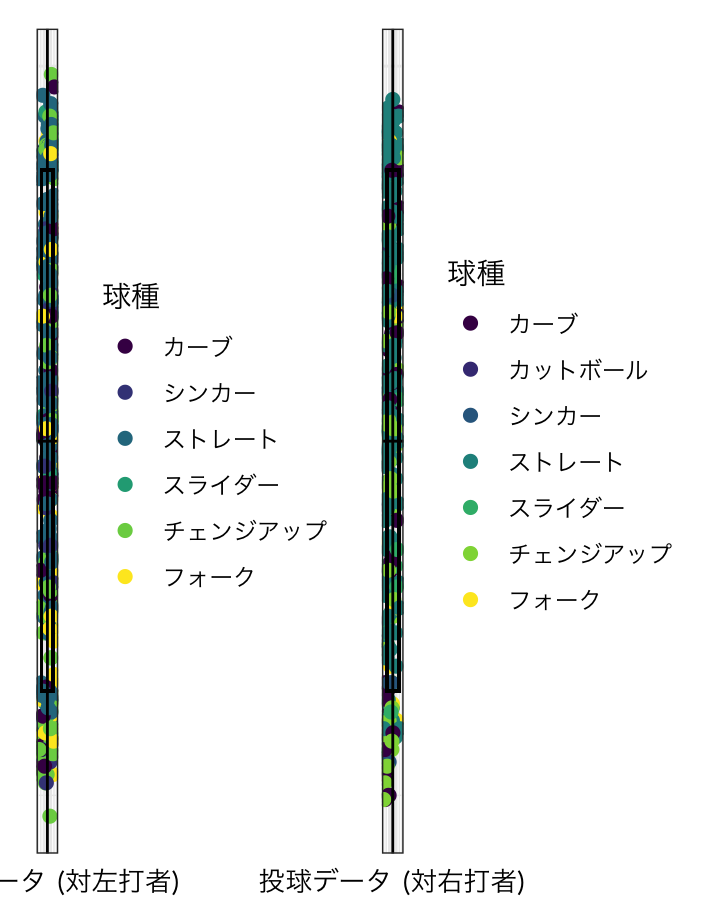 球種
カーブ
シンカー
ストレート
スライダー
チェンジアップ
フォーク
球種
カーブ
カットボール
シンカー
ストレート
スライダー
チェンジアップ
フォーク
ータ (対左打者)
投球データ (対右打者)